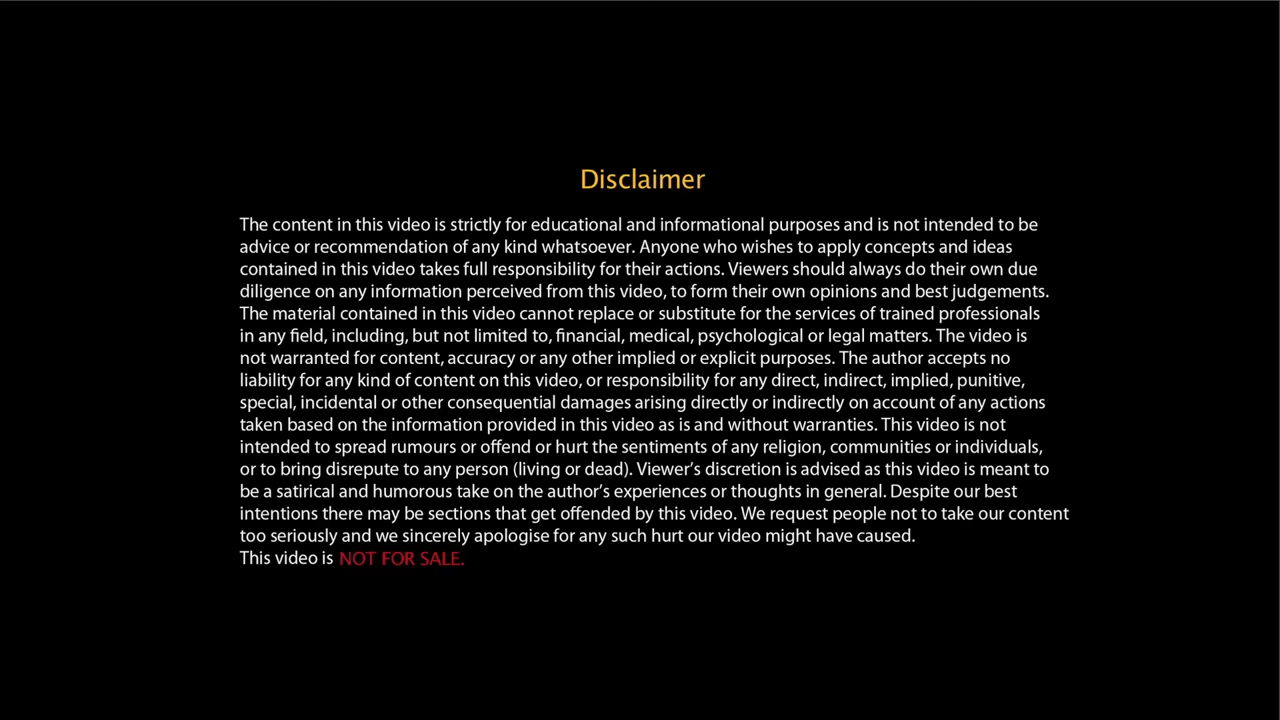 Disclaimer
The content in this video is strictly for educational and informational purposes and is not intended to be
advice or recommendation of any kind whatsoever. Anyone who wishes to apply concepts and ideas
contained in this video takes full responsibility for their actions. Viewers should always do their own due
diligence on any information perceived from this video, to form their own opinions and best judgements.
The material contained in this video cannot replace or substitute for the services of trained professionals
in any field, including, but not limited to, financial, medical, psychological or legal matters. The video is
not warranted for content, accuracy or any other implied or explicit purposes. The author accepts no
liability for any kind of content on this video, or responsibility for any direct, indirect, implied, punitive,
special, incidental or other consequential damages arising directly or indirectly on account of any actions
taken based on the information provided in this video as is and without warranties. This video is not
intended to spread rumours or offend or hurt the sentiments of any religion, communities or individuals,
or to bring disrepute to any person (living or dead). Viewer's discretion is advised as this video is meant to
be a satirical and humorous take on the author's experiences or thoughts in general. Despite our best
intentions there may be sections that get offended by this video. We request people not to take our content
too seriously and we sincerely apologise for any such hurt our video might have caused.
This video is NOT FOR SALE.